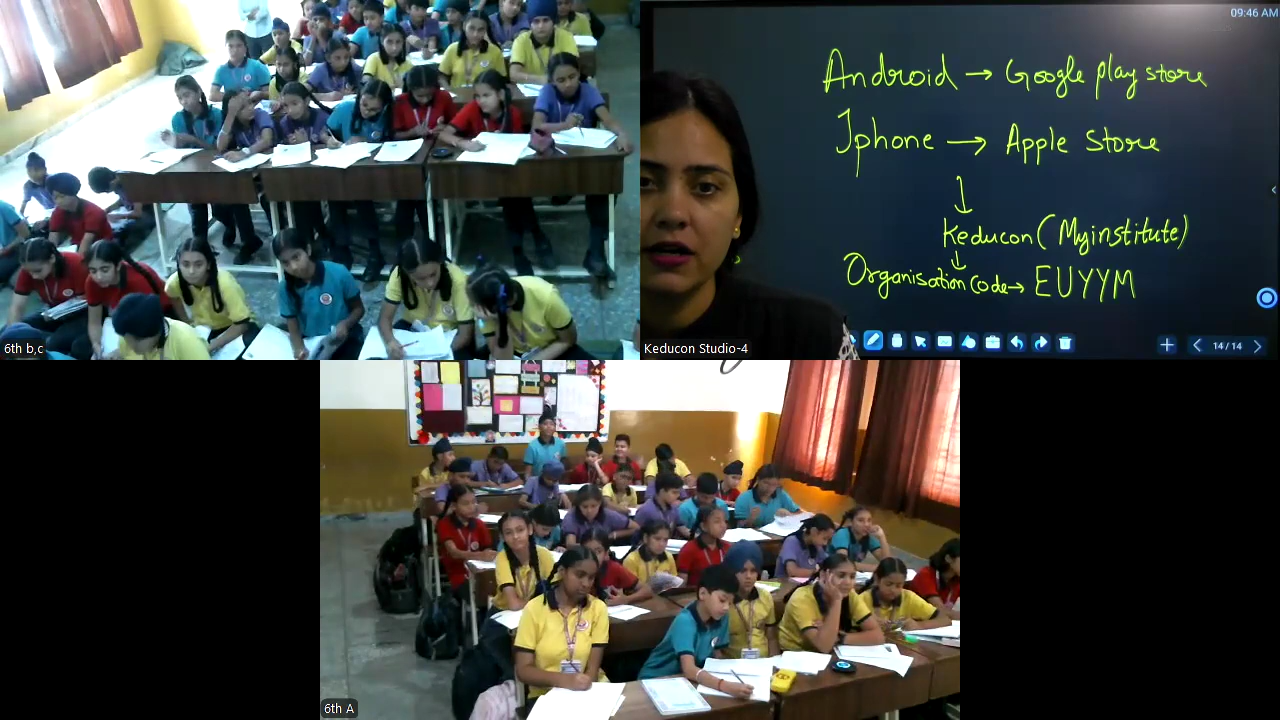 09:46 AM
Android → Google play store
Iphone → Apple store
↓
Keducon (Myinstitute)
↓
Organisation Code → EUYYM
14 / 14
6th b,c
Keducon Studio-4
6th A